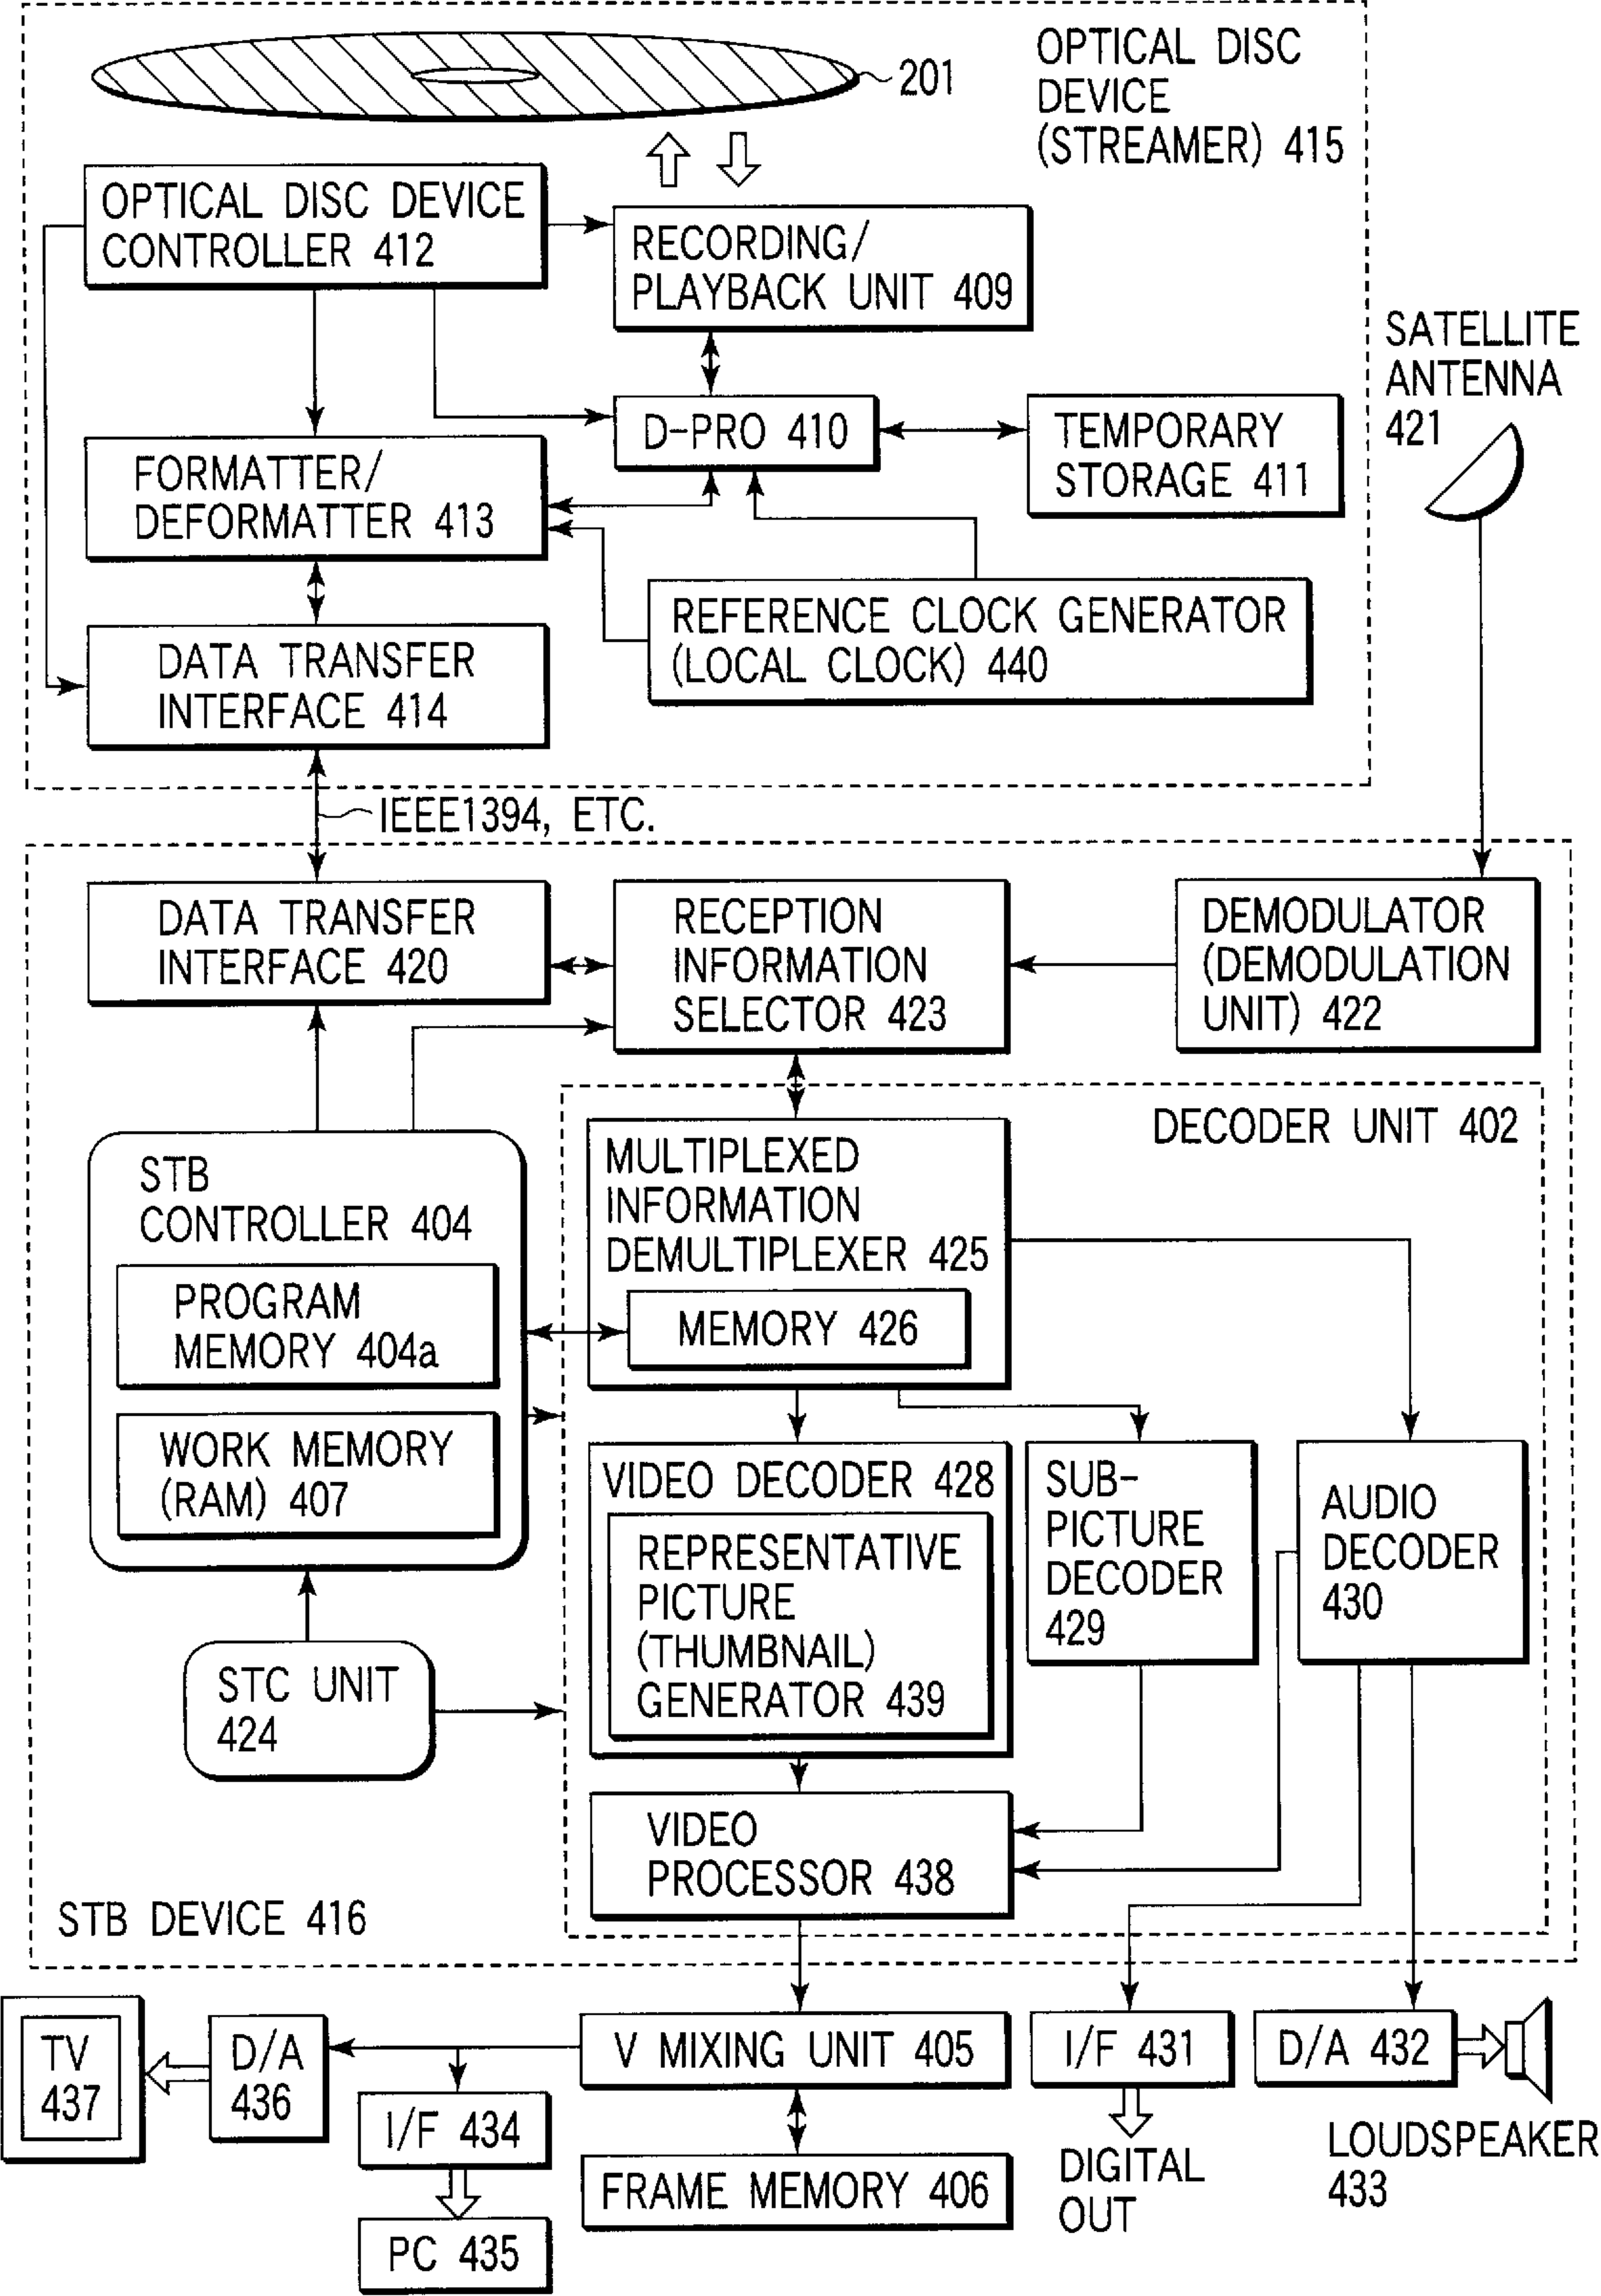 OPTICAL DISC
DEVICE
(STREAMER) 415
201
OPTICAL DISC DEVICE
CONTROLLER 412
RECORDING/
PLAYBACK UNIT 409
SATELLITE
ANTENNA
421
D-PRO 410
TEMPORARY
STORAGE 411
FORMATTER/
DEFORMATTER 413
REFERENCE CLOCK GENERATOR
(LOCAL CLOCK) 440
DATA TRANSFER
INTERFACE 414
IEEE1394, ETC.
DATA TRANSFER
INTERFACE 420
RECEPTION
INFORMATION
SELECTOR 423
DEMODULATOR
(DEMODULATION
UNIT) 422
DECODER UNIT 402
STB
CONTROLLER 404
PROGRAM
MEMORY 404a
WORK MEMORY
(RAM) 407
MULTIPLEXED
INFORMATION
DEMULTIPLEXER 425
MEMORY 426
VIDEO DECODER 428
REPRESENTATIVE
PICTURE
(THUMBNAIL)
GENERATOR 439
SUB-
PICTURE
DECODER
429
AUDIO
DECODER
430
STC UNIT
424
VIDEO
PROCESSOR 438
STB DEVICE 416
TV
437
D/A
436
V MIXING UNIT 405
I/F 431
D/A 432
I/F 434
FRAME MEMORY 406
DIGITAL
OUT
LOUDSPEAKER
433
PC 435